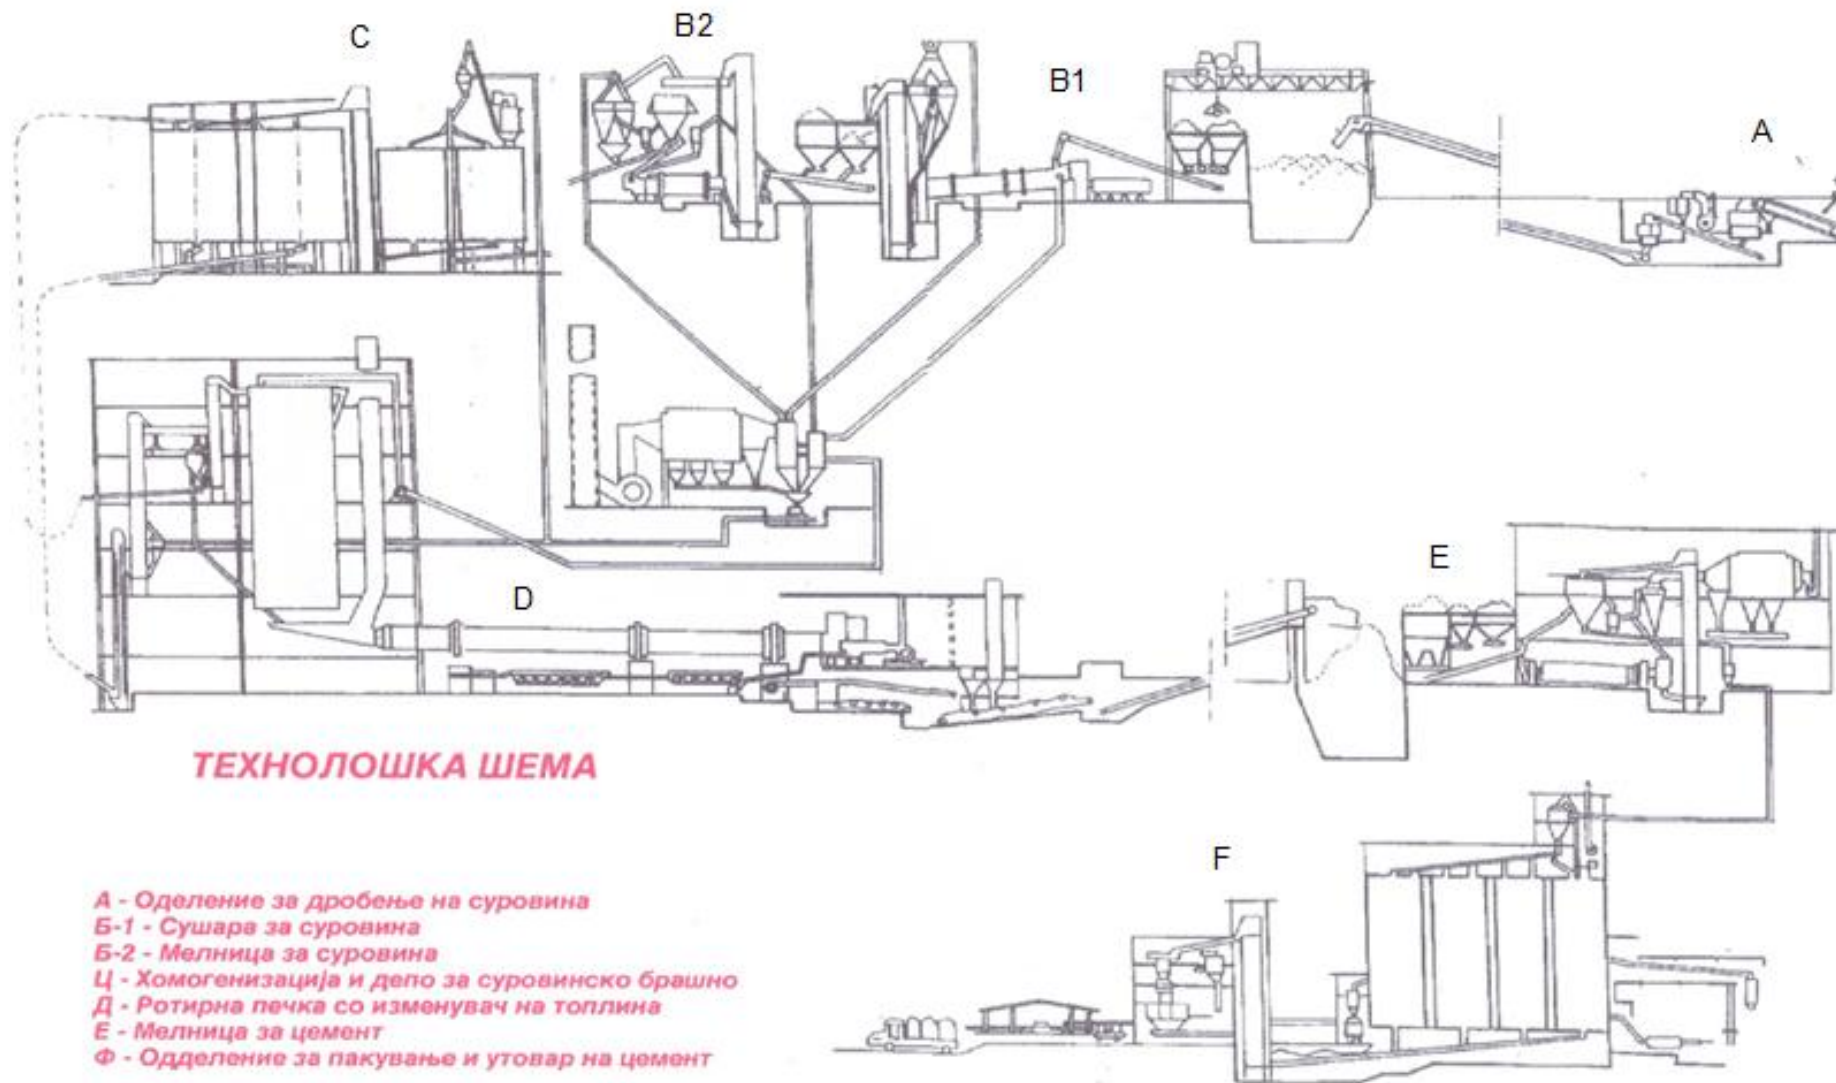 C
B2
B1
A
D
E
F
ТЕХНОЛОШКА ШЕМА
А - Оделение за дробење на суровина
Б-1 - Сушара за суровина
Б-2 - Мелница за суровина
Ц - Хомогенизација и депо за суровинско брашно
Д - Ротирна печка со изменувач на топлина
Е - Мелница за цемент
Ф - Одделение за пакување и утовар на цемент